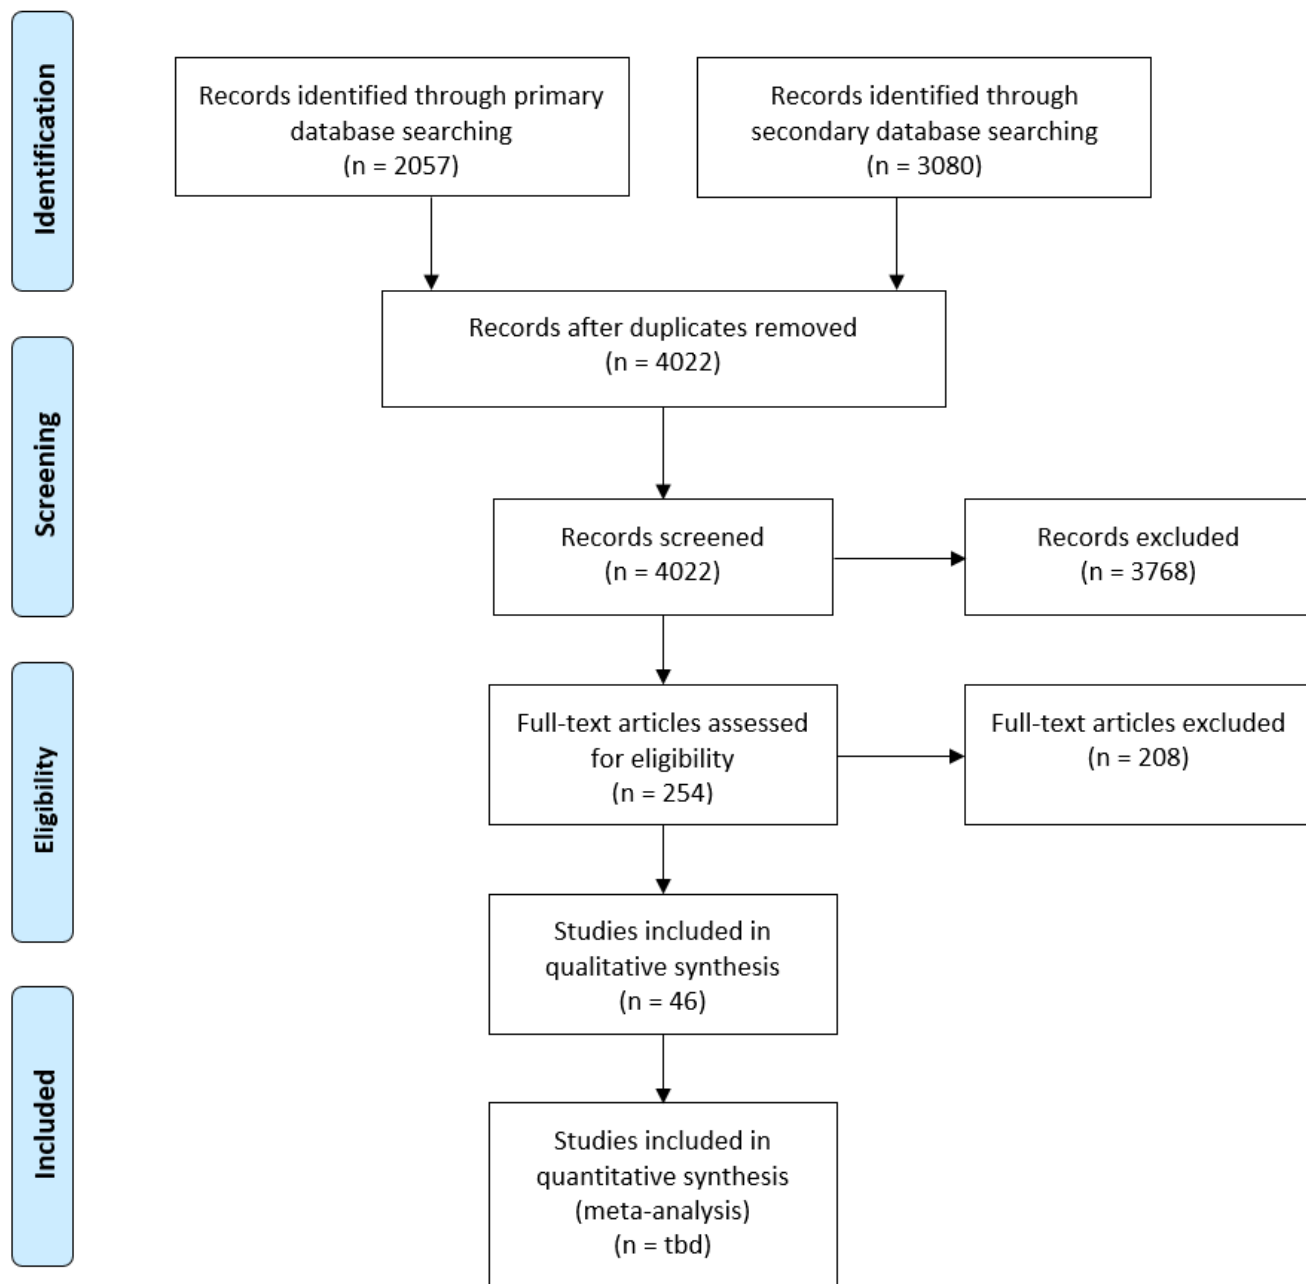 Identification
Records identified through primary
database searching
(n = 2057)
Records identified through
secondary database searching
(n = 3080)
Records after duplicates removed
(n = 4022)
Screening
Records screened
(n = 4022)
Records excluded
(n = 3768)
Eligibility
Full-text articles assessed
for eligibility
(n = 254)
Full-text articles excluded
(n = 208)
Studies included in
qualitative synthesis
(n = 46)
Included
Studies included in
quantitative synthesis
(meta-analysis)
(n = tbd)